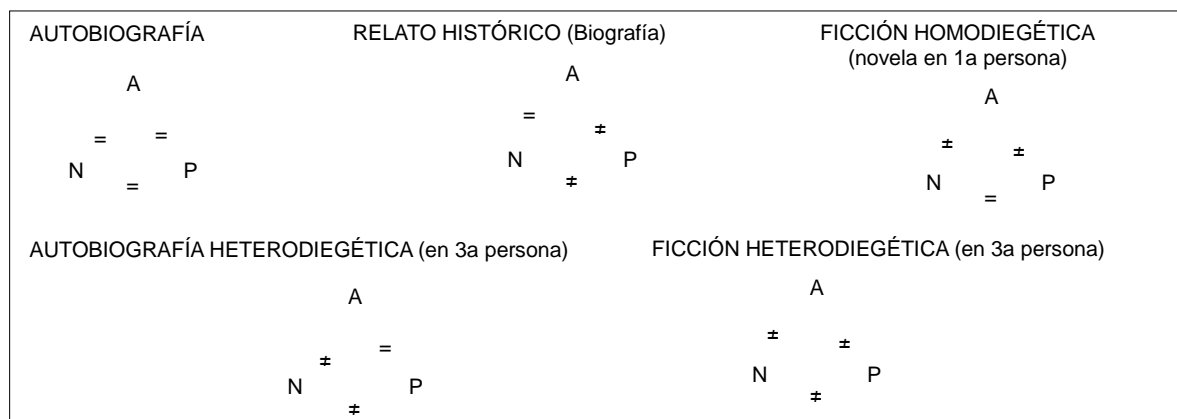 AUTOBIOGRAFÍA
A
= =
N P
=
RELATO HISTÓRICO (Biografía)
A
= ≠
N P
≠
FICCIÓN HOMODIEGÉTICA
(novela en 1a persona)
A
≠ ≠
N P
=
AUTOBIOGRAFÍA HETERODIEGÉTICA (en 3a persona)
A
≠ =
N P
≠
FICCIÓN HETERODIEGÉTICA (en 3a persona)
A
≠ ≠
N P
≠